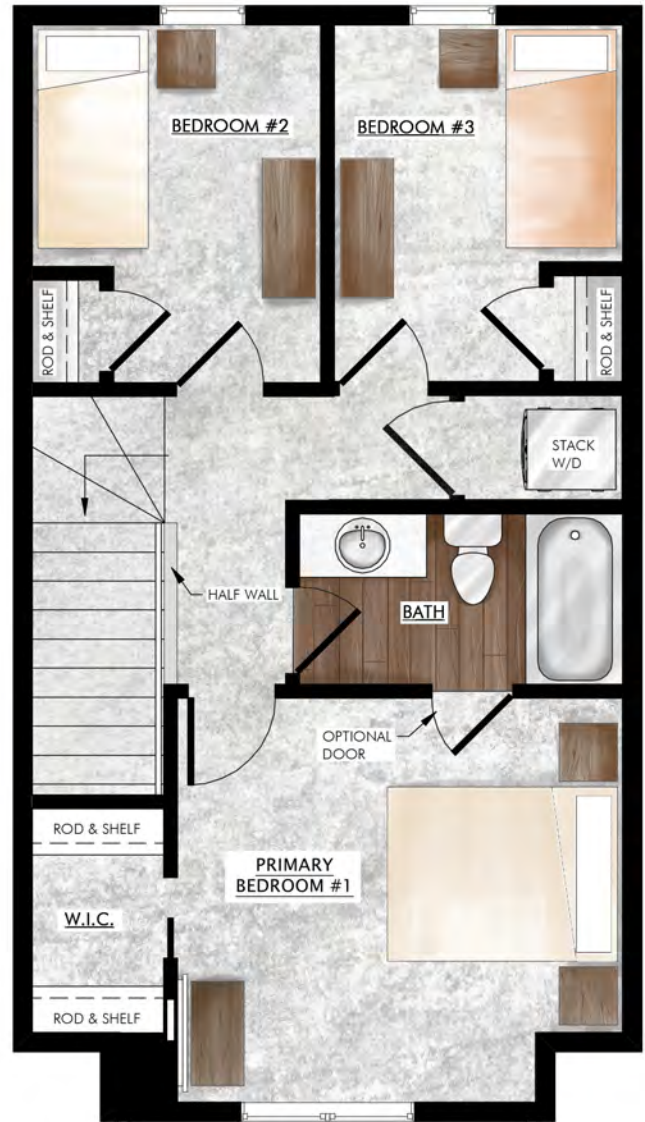 BEDROOM #2
BEDROOM #3
ROD & SHELF
ROD & SHELF
STACK
W/D
HALF WALL
BATH
OPTIONAL
DOOR
ROD & SHELF
PRIMARY
BEDROOM #1
W.I.C.
ROD & SHELF